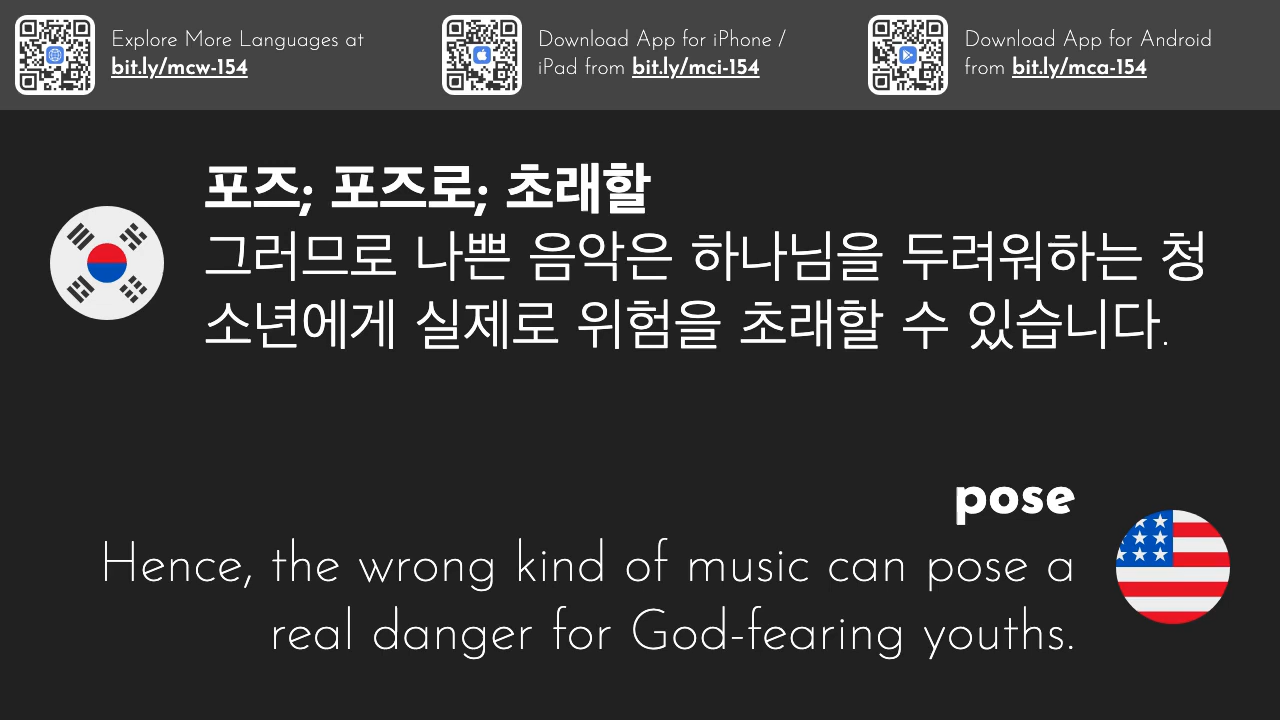 Explore More Languages at
bit.ly/mcw-154
Download App for iPhone /
iPad from bit.ly/mci-154
Download App for Android
from bit.ly/mca-154
포즈; 포즈로; 초래할
그러므로 나쁜 음악은 하나님을 두려워하는 청
소년에게 실제로 위험을 초래할 수 있습니다.
pose
Hence, the wrong kind of music can pose a
real danger for God-fearing youths.